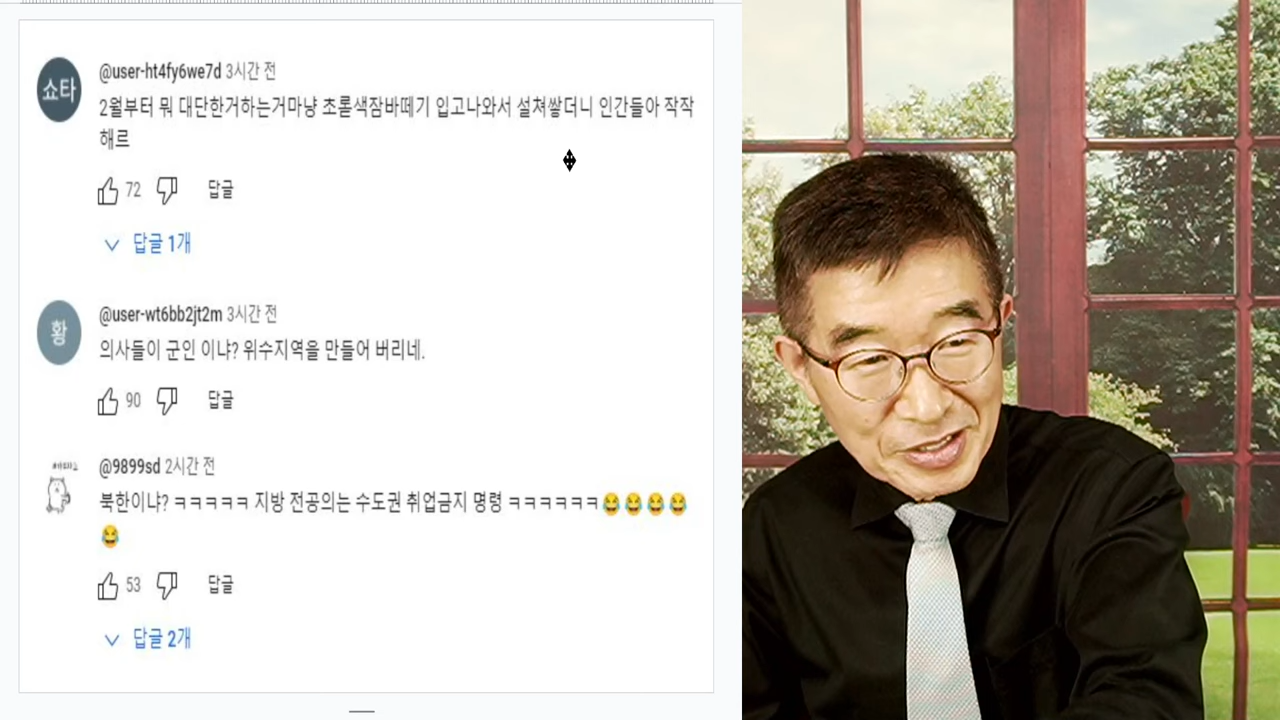 쇼타
@user-ht4fy6we7d 3시간 전
2월부터 뭐 대단한거하는거마냥 초롣색잠바떼기 입고나와서 설쳐쌓더니 인간들아 작작
해르
72 답글
답글 1개
황
@user-wt6bb2jt2m 3시간 전
의사들이 군인 이냐? 위수지역을 만들어 버리네.
90 답글
@9899sd 2시간 전
북한이냐? ㅋㅋㅋㅋㅋ 지방 전공의는 수도권 취업금지 명령 ㅋㅋㅋㅋㅋㅋ😂😂😂😂
😂
53 답글
답글 2개